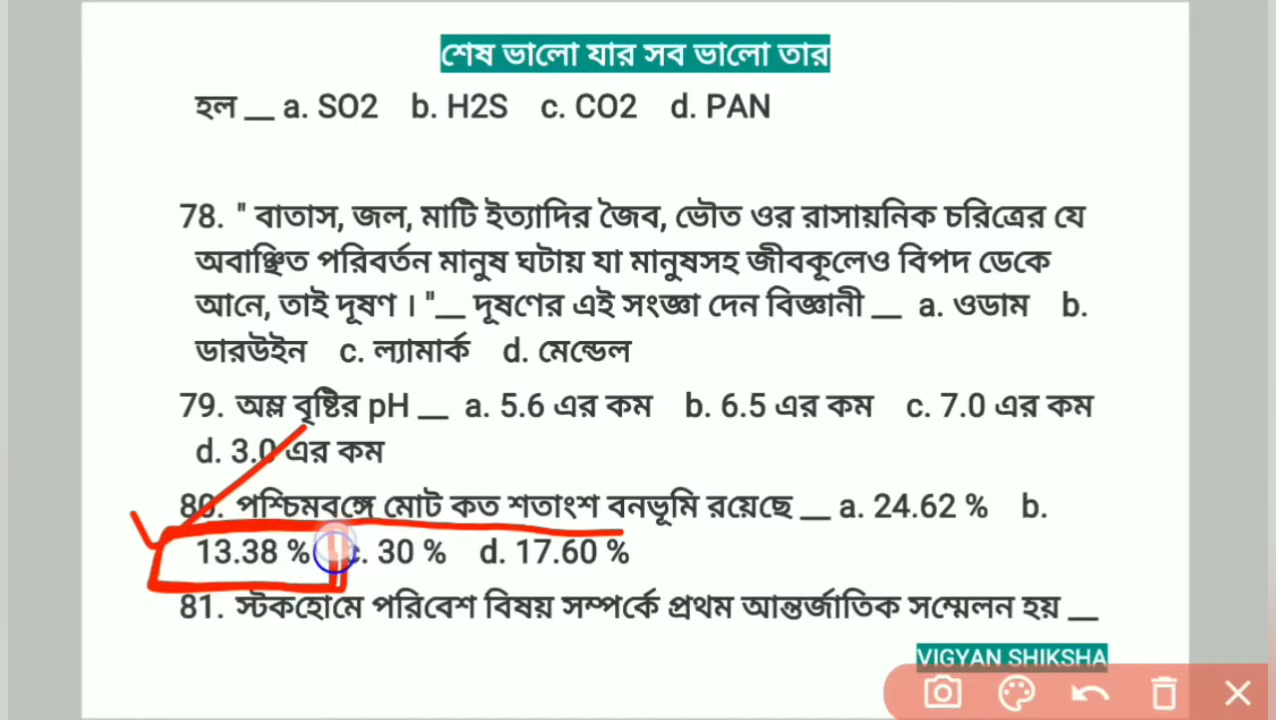 শেষ ভালো যার সব ভালো তার
হল __ a. SO2 b. H2S c. CO2 d. PAN
78. " বাতাস, জল, মাটি ইত্যাদির জৈব, ভৌত ওর রাসায়নিক চরিত্রের যে
অবাঞ্ছিত পরিবর্তন মানুষ ঘটায় যা মানুষসহ জীবকূলেও বিপদ ডেকে
আনে, তাই দূষণ । "__ দূষণের এই সংজ্ঞা দেন বিজ্ঞানী __ a. ওডাম b.
ডারউইন c. ল্যামার্ক d. মেন্ডেল
79. অম্ল বৃষ্টির pH __ a. 5.6 এর কম b. 6.5 এর কম c. 7.0 এর কম
d. 3.0 এর কম
80. পশ্চিমবঙ্গে মোট কত শতাংশ বনভূমি রয়েছে __ a. 24.62 % b.
13.38 % c. 30 % d. 17.60 %
81. স্টকহোমে পরিবেশ বিষয় সম্পর্কে প্রথম আন্তর্জাতিক সম্মেলন হয় __
VIGYAN SHIKSHA